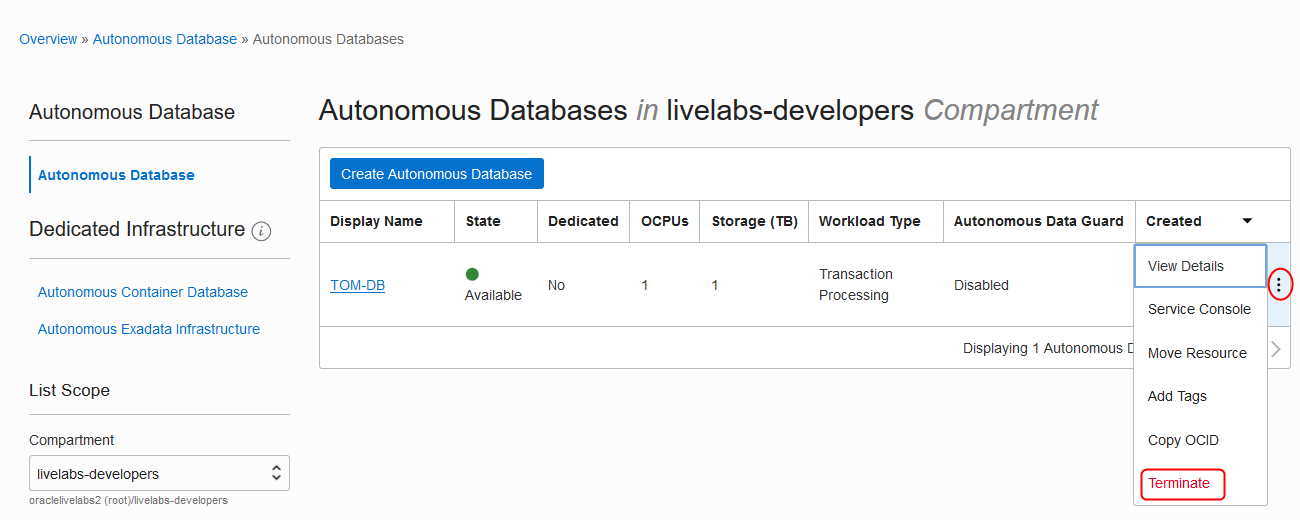 Overview » Autonomous Database » Autonomous Databases
Autonomous Database
Autonomous Database
Dedicated Infrastructure i
Autonomous Container Database
Autonomous Exadata Infrastructure
List Scope
Compartment
livelabs-developers
oraclelivelabs2 (root)/livelabs-developers
Autonomous Databases in livelabs-developers Compartment
Create Autonomous Database
Display Name State Dedicated OCPUs Storage (TB) Workload Type Autonomous Data Guard Created
TOM-DB Available No 1 1 Transaction Processing Disabled
Displaying 1 Autonomous D
View Details
Service Console
Move Resource
Add Tags
Copy OCID
Terminate